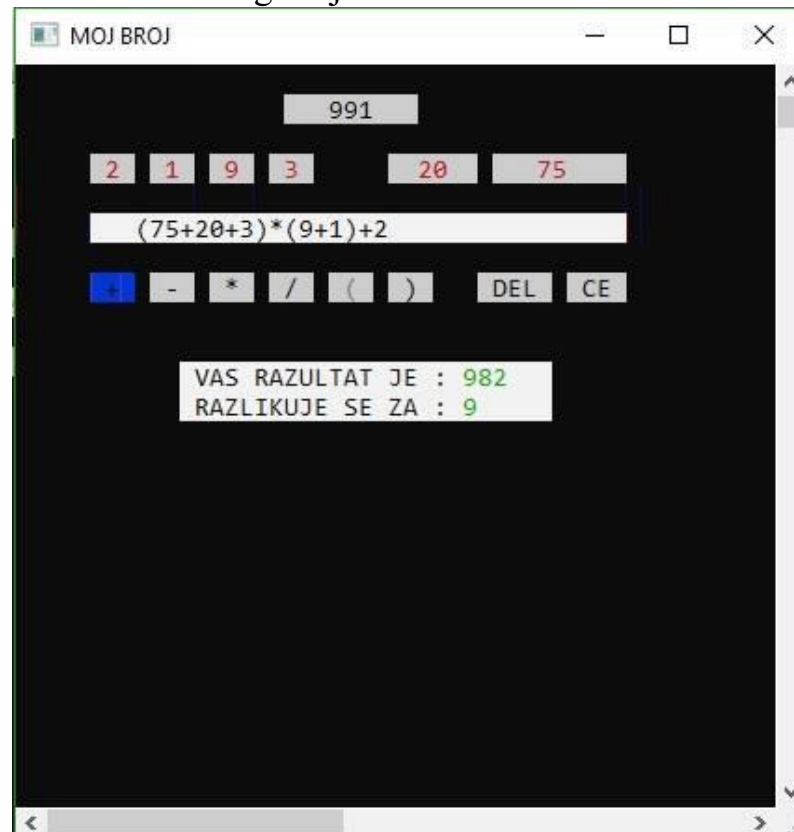 MOJ BROJ
991
2 1 9 3 20 75
(75+20+3)*(9+1)+2
+ - * / ( ) DEL CE
VAS RAZULTAT JE : 982
RAZLIKUJE SE ZA : 9